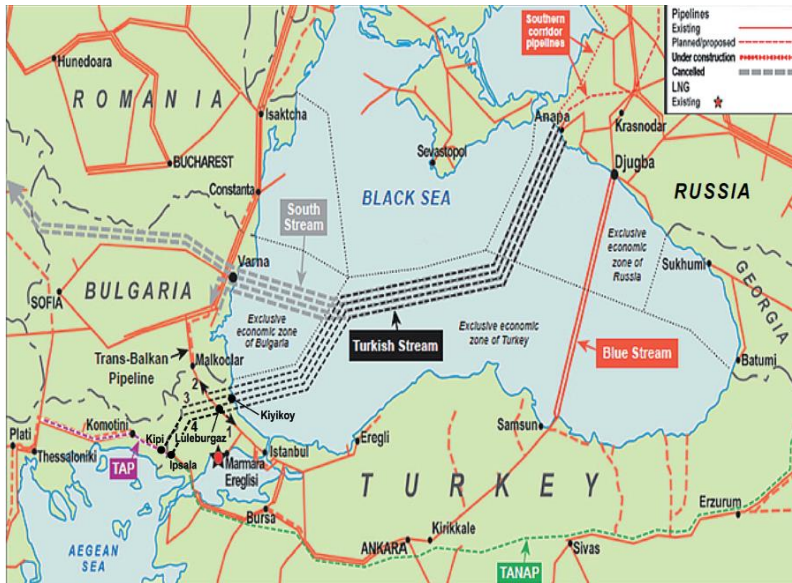 Pipelines
Existing
Planned/proposed
Under construction
Cancelled
LNG
Existing
Southern
corridor
pipelines
Hunedoara
ROMANIA
Isaktcha
Anapa
Krasnodar
BUCHAREST
Sevastopol
Djugba
Constanta
BLACK SEA
RUSSIA
South
Stream
Exclusive
economic
zone of
Russia
Varna
Sukhumi
GEORGIA
SOFIA
BULGARIA
Exclusive
economic zone
of Bulgaria
Exclusive economic
zone of Turkey
Turkish Stream
Blue Stream
Trans-Balkan
Pipeline
Malkoclar
Batumi
2
3
4
Kiyikoy
Luleburgaz
Komotini
Kipi
Ipsala
Plati
Thessaloniki
TAP
Samsun
Eregli
Istanbul
Marmara
Ereglisi
TURKEY
Bursa
Erzurum
Kirikkale
ANKARA
Sivas
AEGEAN
SEA
TANAP